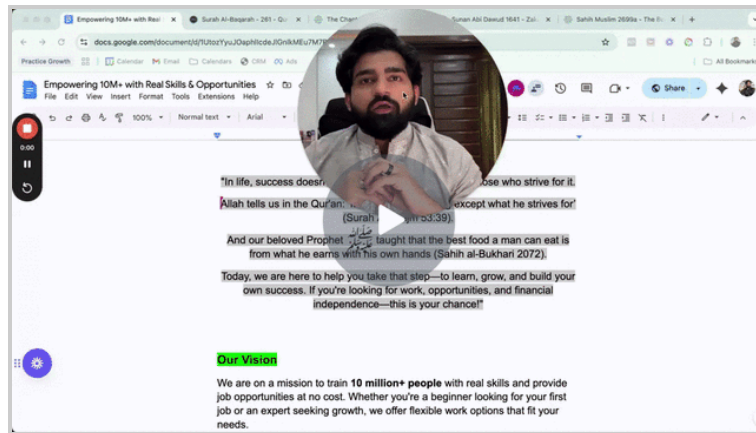 Empowering 10M+ with Real
Surah Al-Baqarah - 261 - Qu
The Char
Sunan Abi Dawud 1641 - Zak
Sahih Muslim 2699a - The B
docs.google.com/document/d/
Practice Growth
Calendar
Email
Calendars
CRM
Ads
All Bookmarks
Empowering 10M+ with Real Skills & Opportunities
File Edit View Insert Format Tools Extensions Help
Share
100%
Normal text
Arial
0:00
"In life, success doesn
ose who strive for it.
Allah tells us in the Qur'an:
except what he strives for'
(Surah
53:39).
And our beloved Prophet ﷺ taught that the best food a man can eat is
from what he earns with his own hands (Sahih al-Bukhari 2072).
Today, we are here to help you take that step—to learn, grow, and build your
own success. If you're looking for work, opportunities, and financial
independence—this is your chance!"
Our Vision
We are on a mission to train 10 million+ people with real skills and provide
job opportunities at no cost. Whether you're a beginner looking for your first
job or an expert seeking growth, we offer flexible work options that fit your
needs.